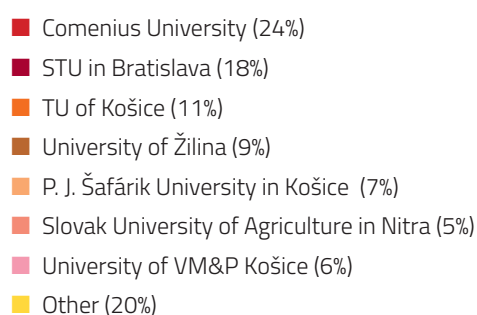 Comenius University (24%)
STU in Bratislava (18%)
TU of Košice (11%)
University of Žilina (9%)
P. J. Šafárik University in Košice (7%)
Slovak University of Agriculture in Nitra (5%)
University of VM&P Košice (6%)
Other (20%)